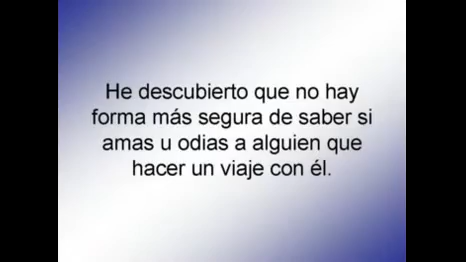 He descubierto que no hay
forma más segura de saber si
amas u odias a alguien que
hacer un viaje con él.